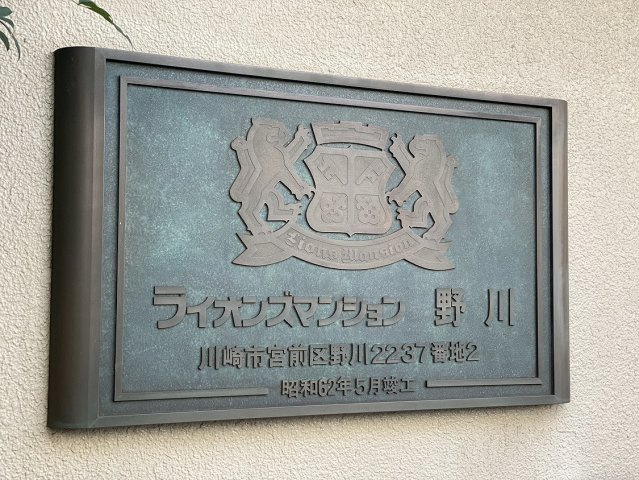 Lions Mansion
ライオンズマンション 野川
川崎市宮前区野川2237番地2
昭和62年5月竣工